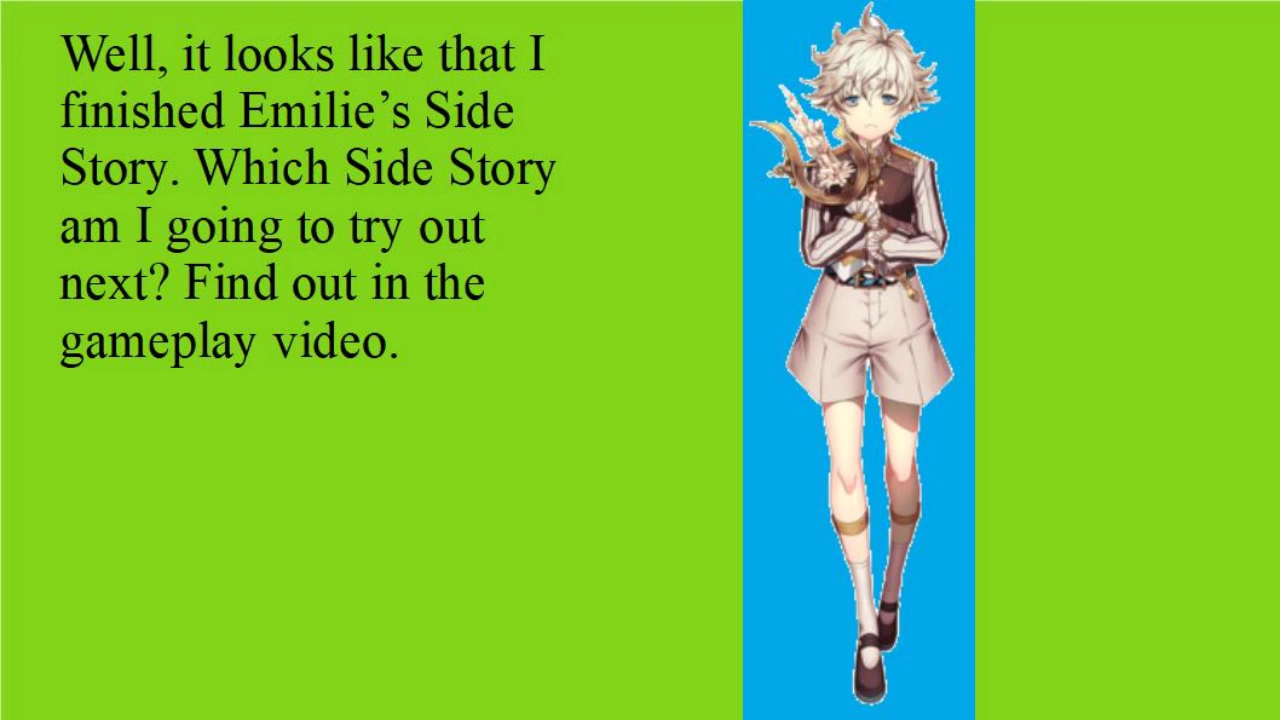 Well, it looks like that I
finished Emilie’s Side
Story. Which Side Story
am I going to try out
next? Find out in the
gameplay video.